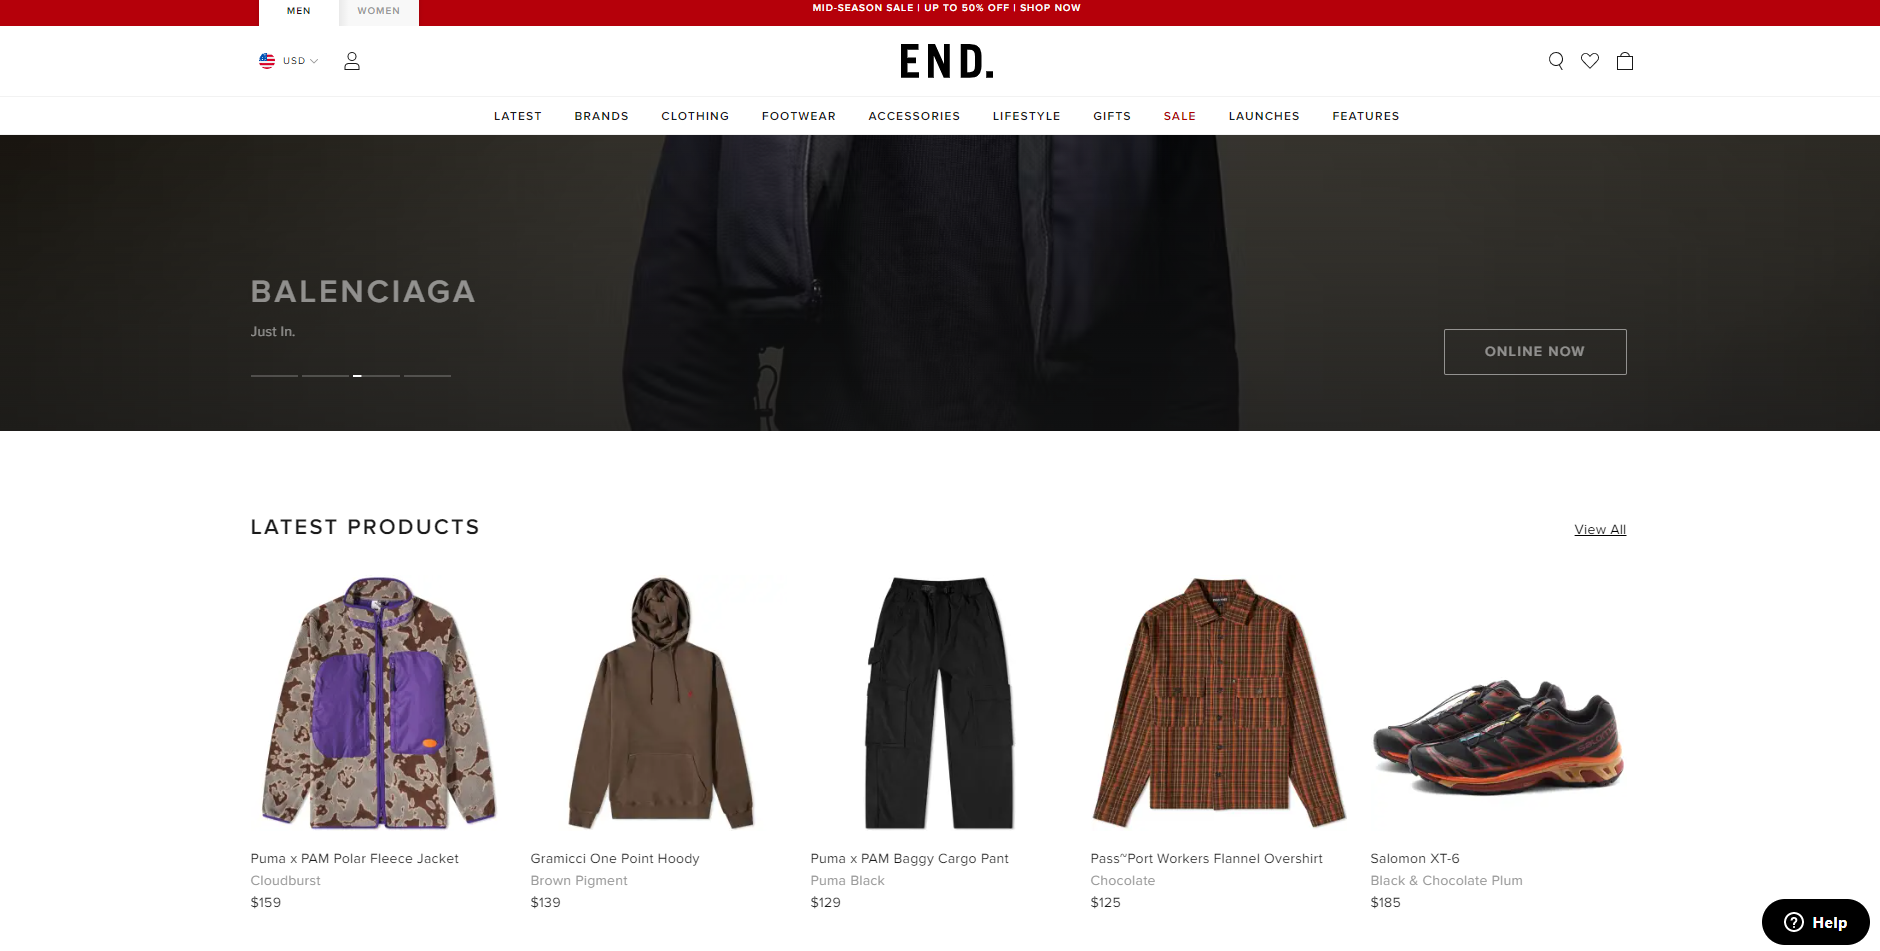 MEN
WOMEN
MID-SEASON SALE | UP TO 50% OFF | SHOP NOW
USD
END.
LATEST
BRANDS
CLOTHING
FOOTWEAR
ACCESSORIES
LIFESTYLE
GIFTS
SALE
LAUNCHES
FEATURES
BALENCIAGA
Just In.
ONLINE NOW
LATEST PRODUCTS
View All
Puma x PAM Polar Fleece Jacket
Cloudburst
$159
Gramicci One Point Hoody
Brown Pigment
$139
Puma x PAM Baggy Cargo Pant
Puma Black
$129
Pass~Port Workers Flannel Overshirt
Chocolate
$125
Salomon XT-6
Black & Chocolate Plum
$185
Help